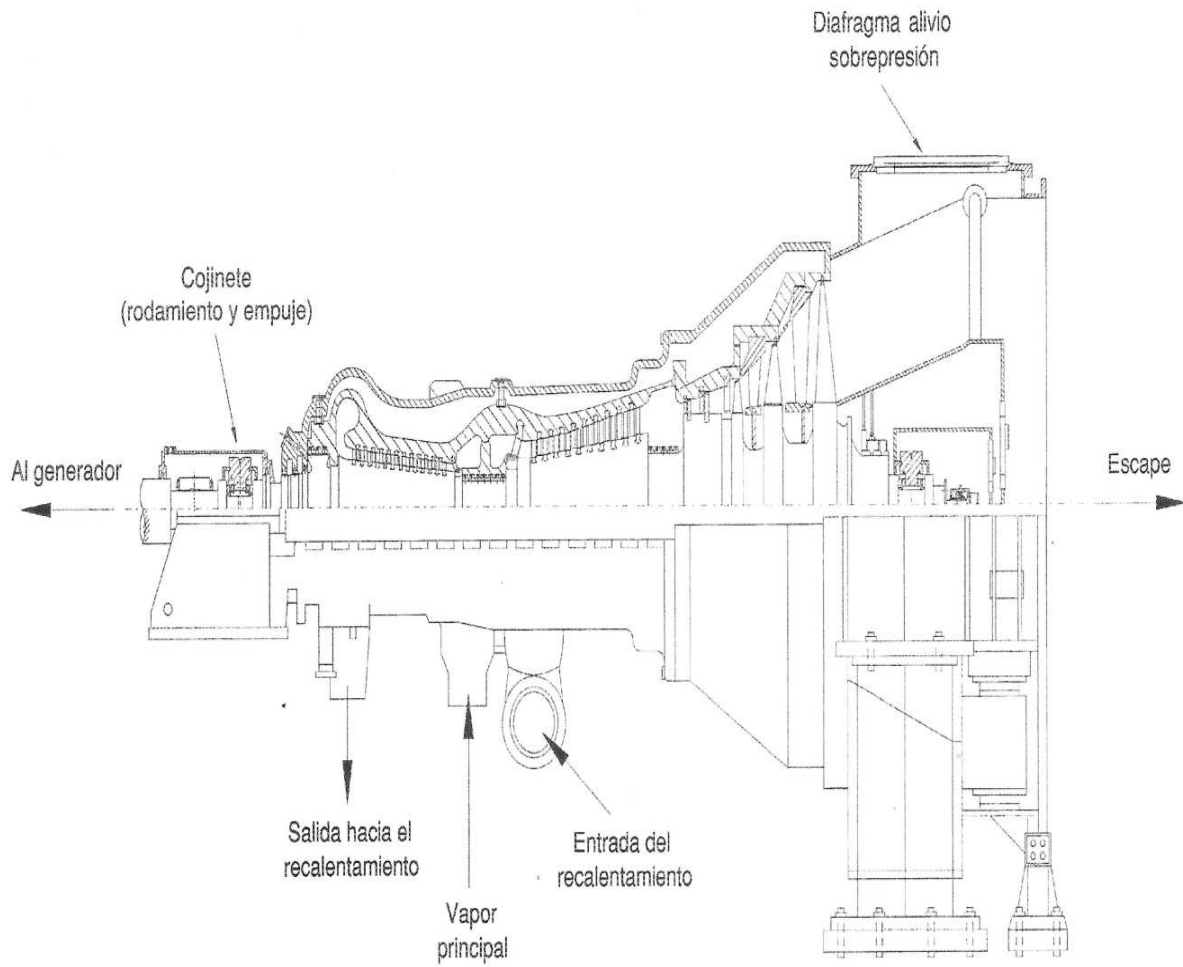 Diafragma alivio
sobrepresión
Cojinete
(rodamiento y empuje)
Al generador
Escape
Salida hacia el
recalentamiento
Entrada del
recalentamiento
Vapor
principal